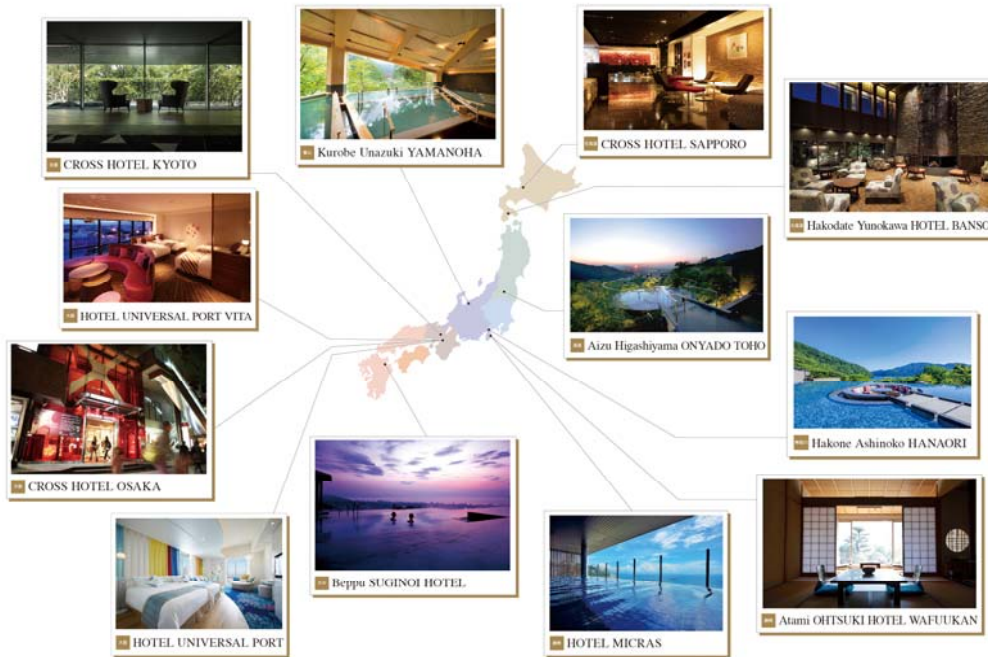 CROSS HOTEL KYOTO
Kurobe Unazuki YAMANOHA
CROSS HOTEL SAPPORO
Hakodate Yunokawa HOTEL BANSO
HOTEL UNIVERSAL PORT VITA
Aizu Higashiyama ONYADO TOHO
Hakone Ashinoko HANAORI
CROSS HOTEL OSAKA
Beppu SUGINOI HOTEL
HOTEL UNIVERSAL PORT
HOTEL MICRAS
Atami OHTSUKI HOTEL WAFUUKAN